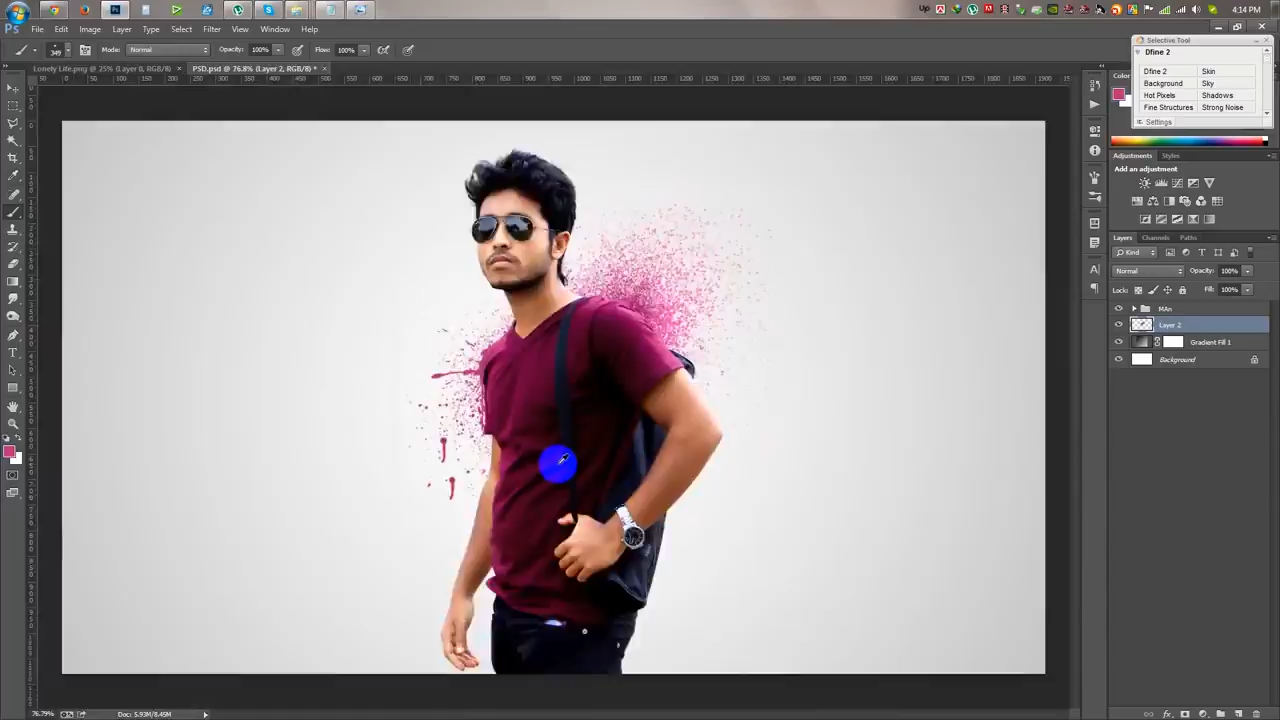 Up
4:14 PM
PS File Edit Image Layer Type Select Filter View Window Help
349 Mode: Normal Opacity: 100% Flow: 100%
Lonely Life.png @ 25% (Layer 0, RGB/8) × PSD.psd @ 76.8% (Layer 2, RGB/8) * ×
Selective Tool
Dfine 2
Dfine 2 Skin
Background Sky
Hot Pixels Shadows
Fine Structures Strong Noise
Settings
Color
Adjustments Styles
Add an adjustment
Layers Channels Paths
Kind
Normal Opacity: 100%
Lock: Fill: 100%
MAn
Layer 2
Gradient Fill 1
Background
76.79% Doc: 5.93M/8.45M